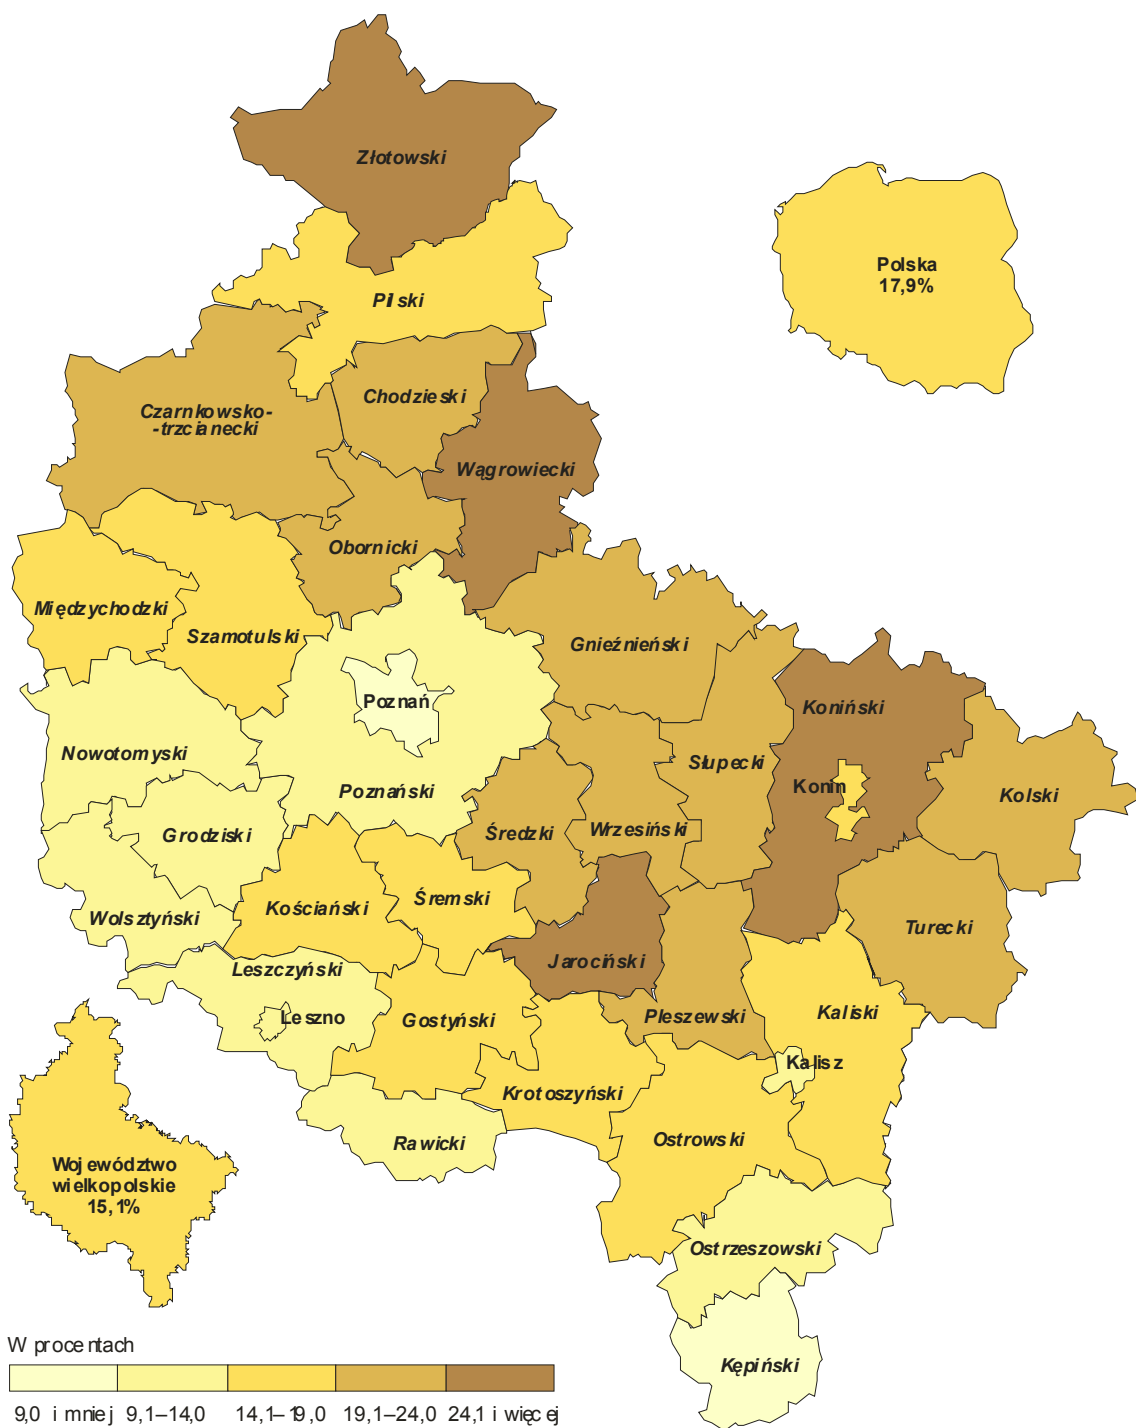 Złotowski
Polska
17,9%
Pilski
Chodzieski
Czarnkowsko-
-trzcianecki
Wągrowiecki
Obornicki
Międzychodzki
Szamotulski
Gnieźnieński
Poznań
Koniński
Nowotomyski
Słupecki
Konin
Poznański
Kolski
Grodziski
Średzki
Wrzesiński
Kościański
Śremski
Wolsztyński
Turecki
Leszczyński
Jarociński
Leszno
Gostyński
Pleszewski
Kaliski
Kalisz
Krotoszyński
Rawicki
Ostrowski
Województwo
wielkopolskie
15,1%
Ostrzeszowski
Kępiński
W procentach
9,0 i mniej 9,1–14,0 14,1–19,0 19,1–24,0 24,1 i więcej